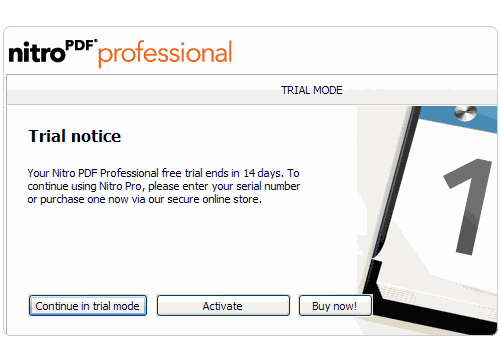 nitroPDF® professional
TRIAL MODE
Trial notice
Your Nitro PDF Professional free trial ends in 14 days. To
continue using Nitro Pro, please enter your serial number
or purchase one now via our secure online store.
1
Continue in trial mode Activate Buy now!